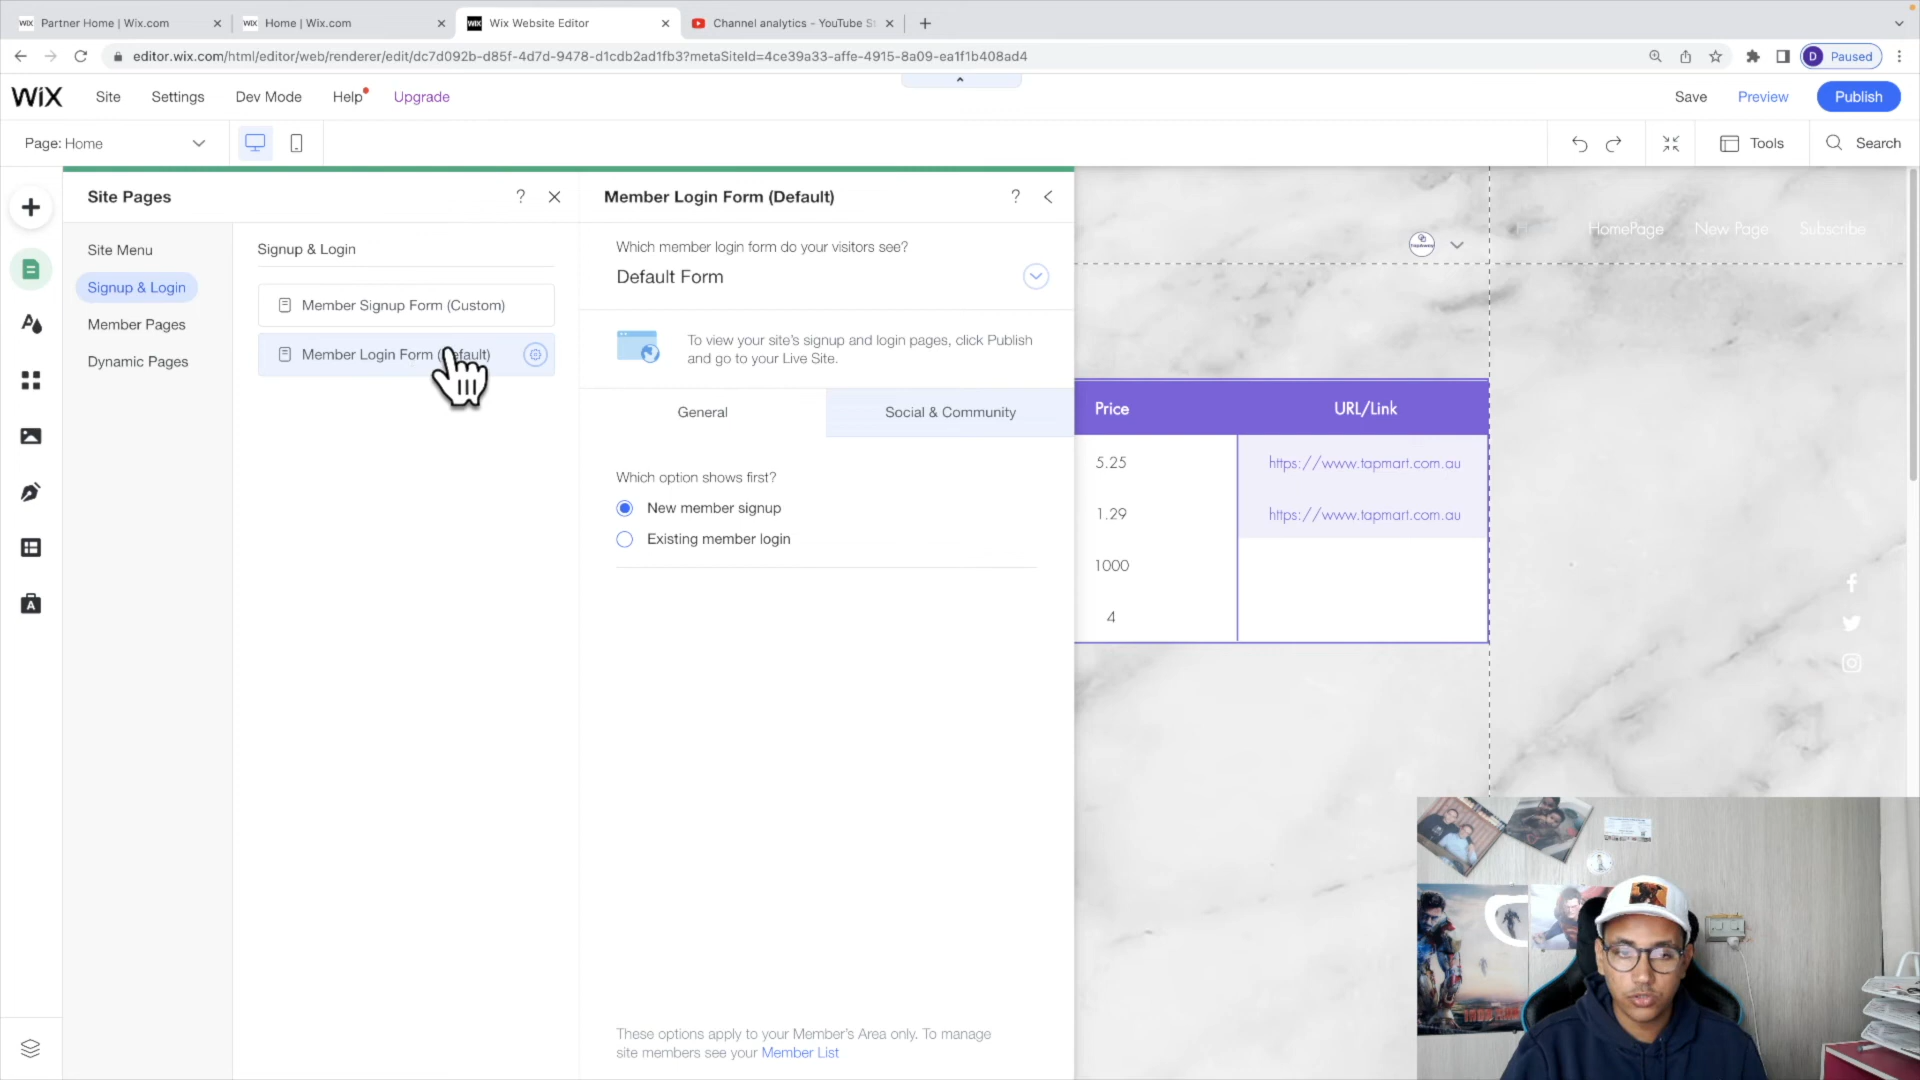 Partner Home | Wix.com
Home | Wix.com
Wix Website Editor
Channel analytics - YouTube St
editor.wix.com/html/editor/web/renderer/edit/dc7d092b-d85f-4d7d-9478-d1cdb2ad1fb3?metaSiteId=4ce39a33-affe-4915-8a09-ea1f1b408ad4
D Paused
WiX
Site
Settings
Dev Mode
Help
Upgrade
Save
Preview
Publish
Page: Home
Tools
Search
Site Pages
?
Site Menu
Signup & Login
Member Pages
Dynamic Pages
Signup & Login
Member Signup Form (Custom)
Member Login Form (Default)
Member Login Form (Default)
?
Which member login form do your visitors see?
Default Form
To view your site's signup and login pages, click Publish
and go to your Live Site.
General
Social & Community
Which option shows first?
New member signup
Existing member login
These options apply to your Member's Area only. To manage
site members see your Member List
HomePage
New Page
Subscribe
Price
URL/Link
5.25
https://www.tapmart.com.au
1.29
https://www.tapmart.com.au
1000
4